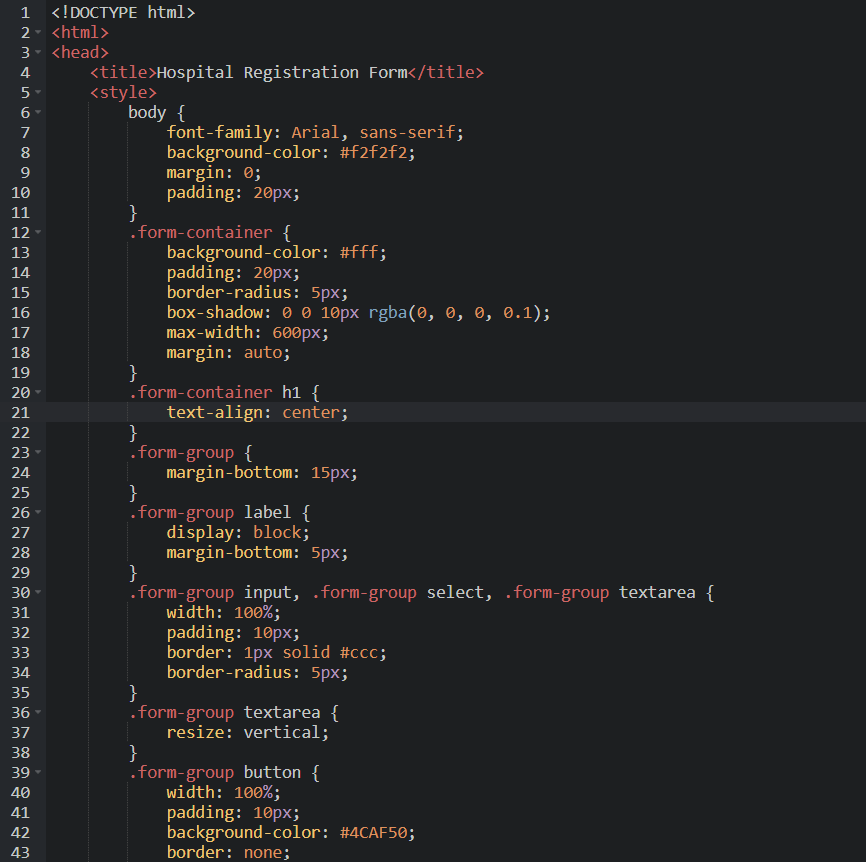 1 <!DOCTYPE html>
2 <html>
3 <head>
4     <title>Hospital Registration Form</title>
5     <style>
6         body {
7             font-family: Arial, sans-serif;
8             background-color: #f2f2f2;
9             margin: 0;
10             padding: 20px;
11         }
12         .form-container {
13             background-color: #fff;
14             padding: 20px;
15             border-radius: 5px;
16             box-shadow: 0 0 10px rgba(0, 0, 0, 0.1);
17             max-width: 600px;
18             margin: auto;
19         }
20         .form-container h1 {
21             text-align: center;
22         }
23         .form-group {
24             margin-bottom: 15px;
25         }
26         .form-group label {
27             display: block;
28             margin-bottom: 5px;
29         }
30         .form-group input, .form-group select, .form-group textarea {
31             width: 100%;
32             padding: 10px;
33             border: 1px solid #ccc;
34             border-radius: 5px;
35         }
36         .form-group textarea {
37             resize: vertical;
38         }
39         .form-group button {
40             width: 100%;
41             padding: 10px;
42             background-color: #4CAF50;
43             border: none;